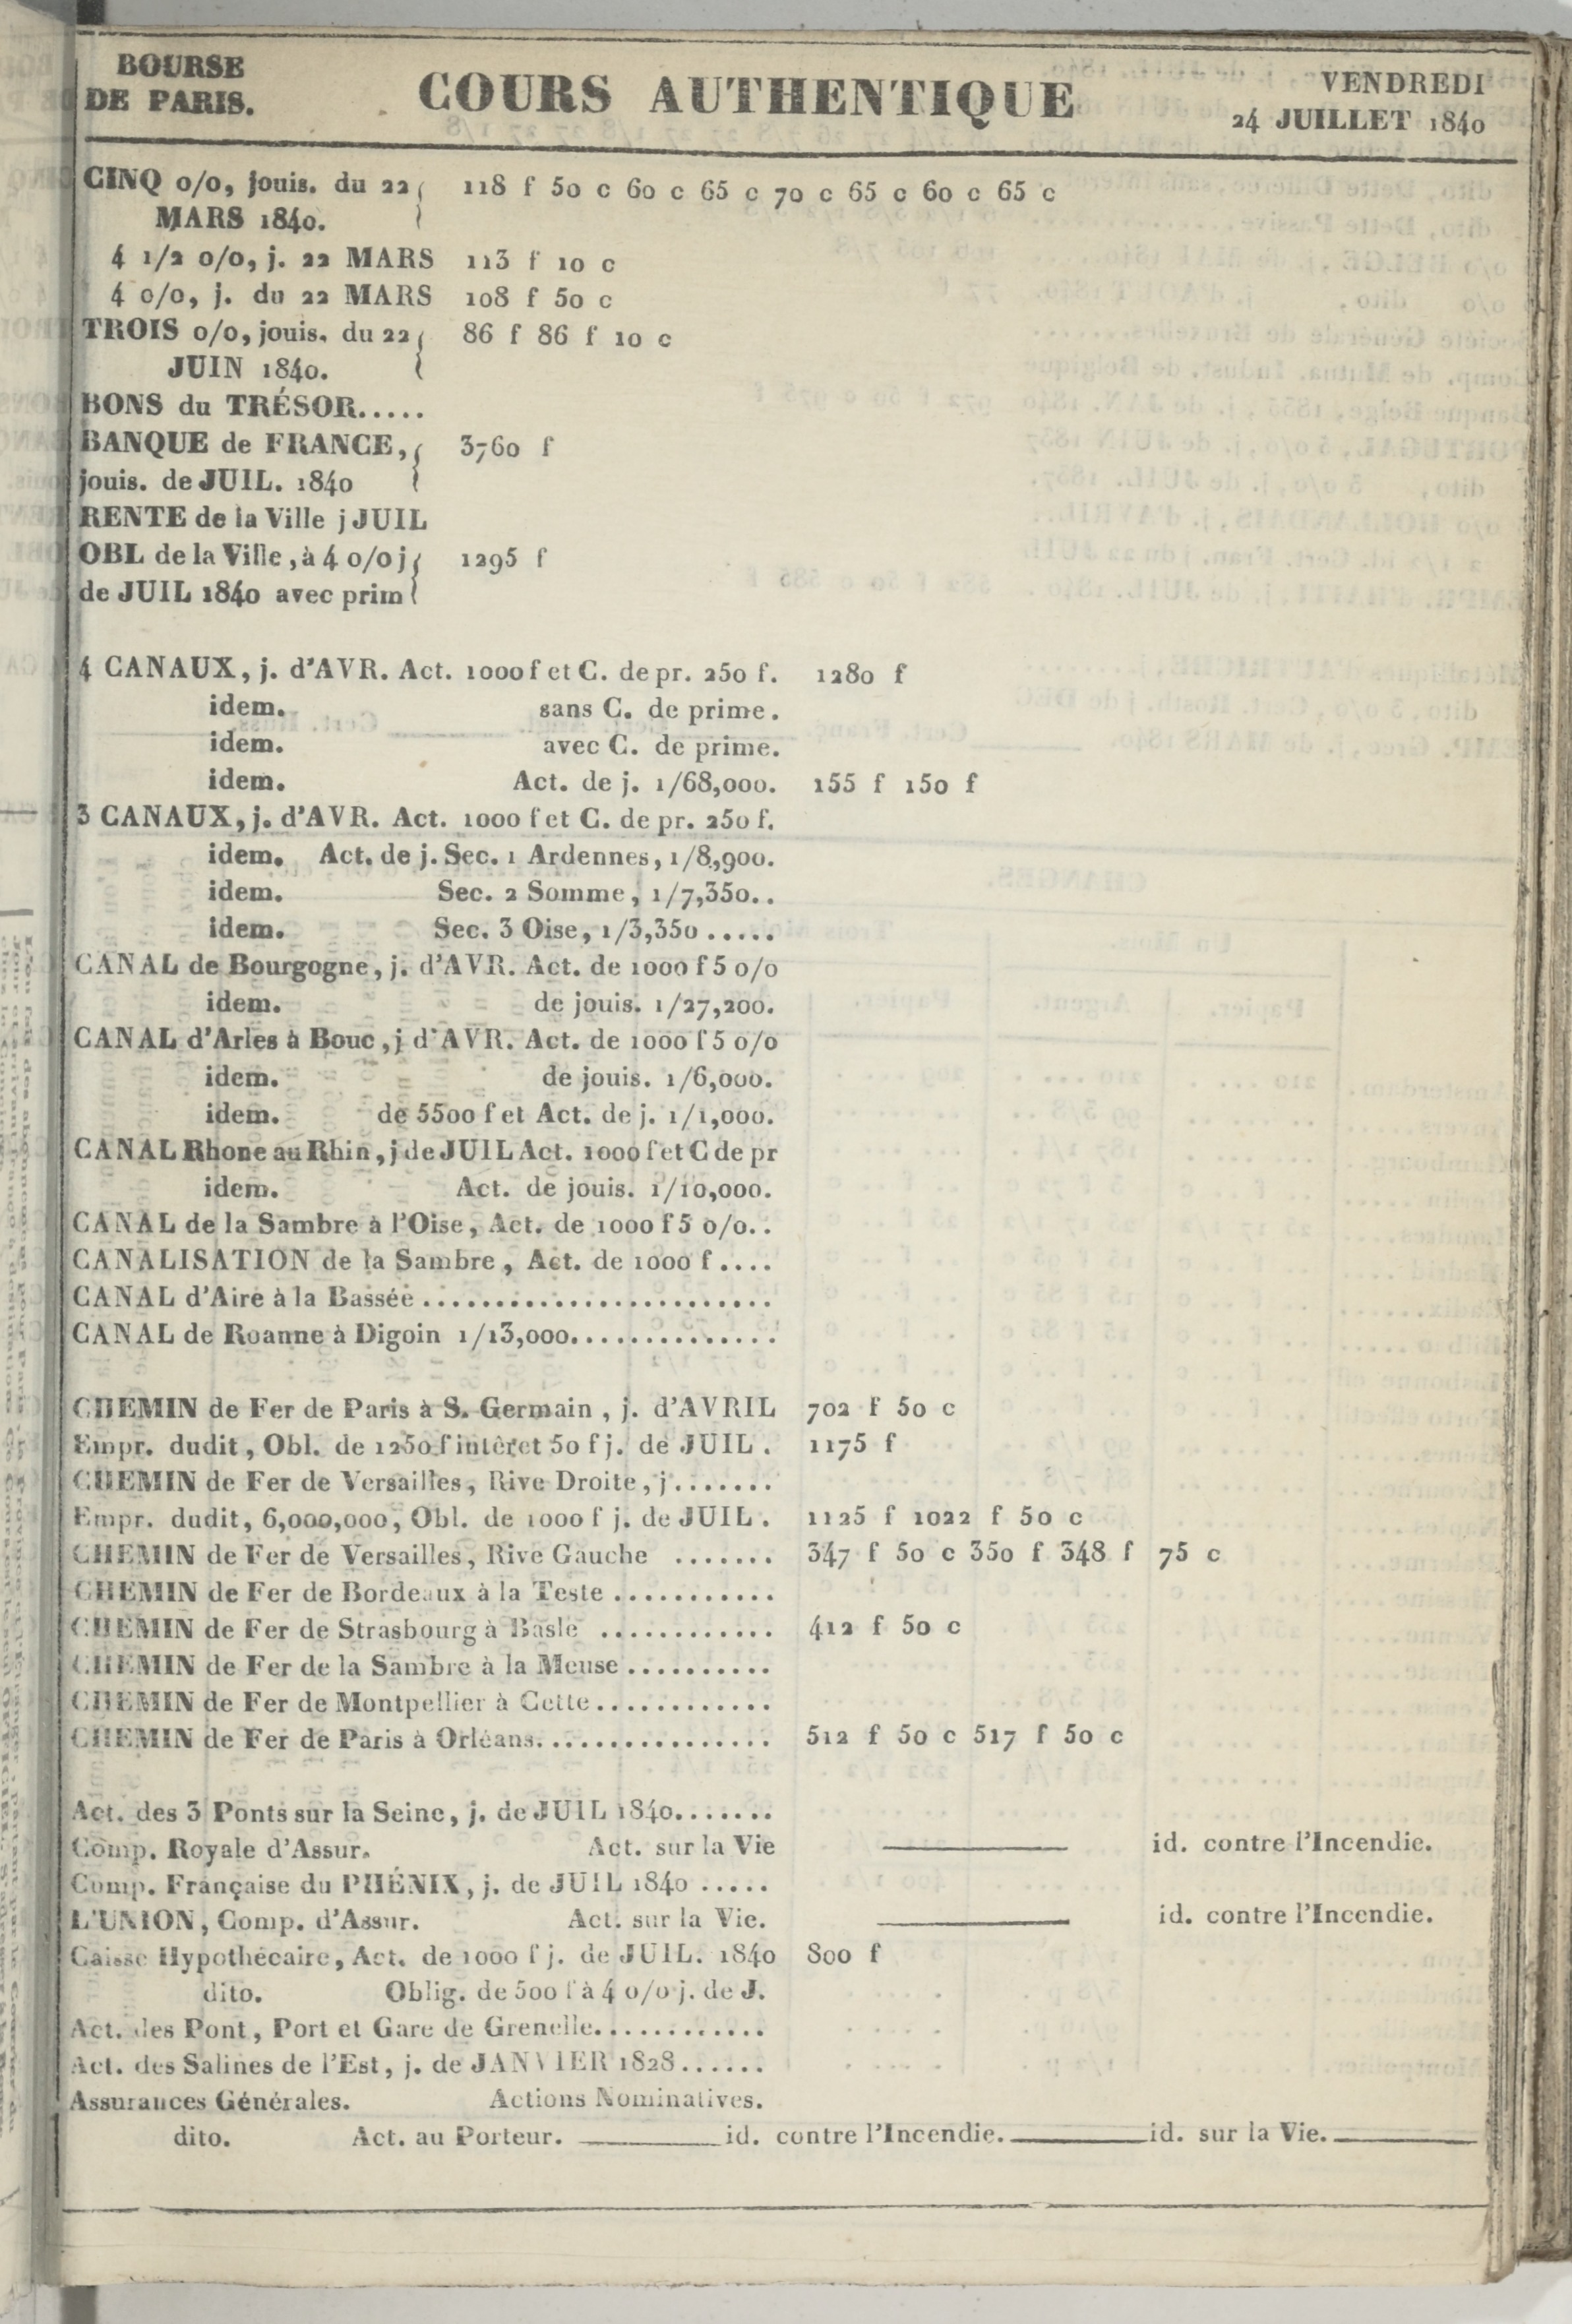 BOURSE
DE PARIS.
COURS AUTHENTIQUE
VENDREDI
24 JUILLET 1840
CINQ 0/0, jouis. du 22 118 f 50 c 60 c 65 c 70 c 65 c 60 c 65 c
MARS 1840.
4 1/2 0/0, j. 22 MARS 113 f 10 c
4 0/0, j. du 22 MARS 108 f 50 c
TROIS 0/0, jouis. du 22 86 f 86 f 10 c
JUIN 1840.
BONS du TRÉSOR.....
BANQUE de FRANCE, 3760 f
jouis. de JUIL. 1840
RENTE de la Ville j JUIL
OBL de la Ville, à 4 0/0 j 1295 f
de JUIL 1840 avec prim
4 CANAUX, j. d'AVR. Act. 1000 f et C. de pr. 250 f. 1280 f
idem. sans C. de prime.
idem. avec C. de prime.
idem. Act. de j. 1/68,000. 155 f 150 f
3 CANAUX, j. d'AVR. Act. 1000 f et C. de pr. 250 f.
idem. Act. de j. Sec. 1 Ardennes, 1/8,900.
idem. Sec. 2 Somme, 1/7,350..
idem. Sec. 3 Oise, 1/3,350.....
CANAL de Bourgogne, j. d'AVR. Act. de 1000 f 5 0/0
idem. de jouis. 1/27,200.
CANAL d'Arles à Bouc, j d'AVR. Act. de 1000 f 5 0/0
idem. de jouis. 1/6,000.
idem. de 5500 f et Act. de j. 1/1,000.
CANAL Rhone au Rhin, j de JUIL Act. 1000 f et C de pr
idem. Act. de jouis. 1/10,000.
CANAL de la Sambre à l'Oise, Act. de 1000 f 5 0/0..
CANALISATION de la Sambre, Act. de 1000 f....
CANAL d'Aire à la Bassée........................
CANAL de Roanne à Digoin 1/13,000..............
CHEMIN de Fer de Paris à S. Germain, j. d'AVRIL 702 f 50 c
Empr. dudit, Obl. de 1250 f intèret 50 f j. de JUIL. 1175 f
CHEMIN de Fer de Versailles, Rive Droite, j.......
Empr. dudit, 6,000,000, Obl. de 1000 f j. de JUIL. 1125 f 1022 f 50 c
CHEMIN de Fer de Versailles, Rive Gauche ....... 347 f 50 c 350 f 348 f 75 c
CHEMIN de Fer de Bordeaux à la Teste ...........
CHEMIN de Fer de Strasbourg à Basle ............ 412 f 50 c
CHEMIN de Fer de la Sambre à la Meuse..........
CHEMIN de Fer de Montpellier à Cette............
CHEMIN de Fer de Paris à Orléans................ 512 f 50 c 517 f 50 c
Act. des 3 Ponts sur la Seine, j. de JUIL 1840.......
Comp. Royale d'Assur. Act. sur la Vie id. contre l'Incendie.
Comp. Française du PHÉNIX, j. de JUIL 1840 .....
L'UNION, Comp. d'Assur. Act. sur la Vie. id. contre l'Incendie.
Caisse Hypothécaire, Act. de 1000 f j. de JUIL. 1840 800 f
dito. Oblig. de 500 f à 4 0/0 j. de J.
Act. des Pont, Port et Gare de Grenelle............
Act. des Salines de l'Est, j. de JANVIER 1828......
Assurances Générales. Actions Nominatives.
dito. Act. au Porteur. id. contre l'Incendie. id. sur la Vie.